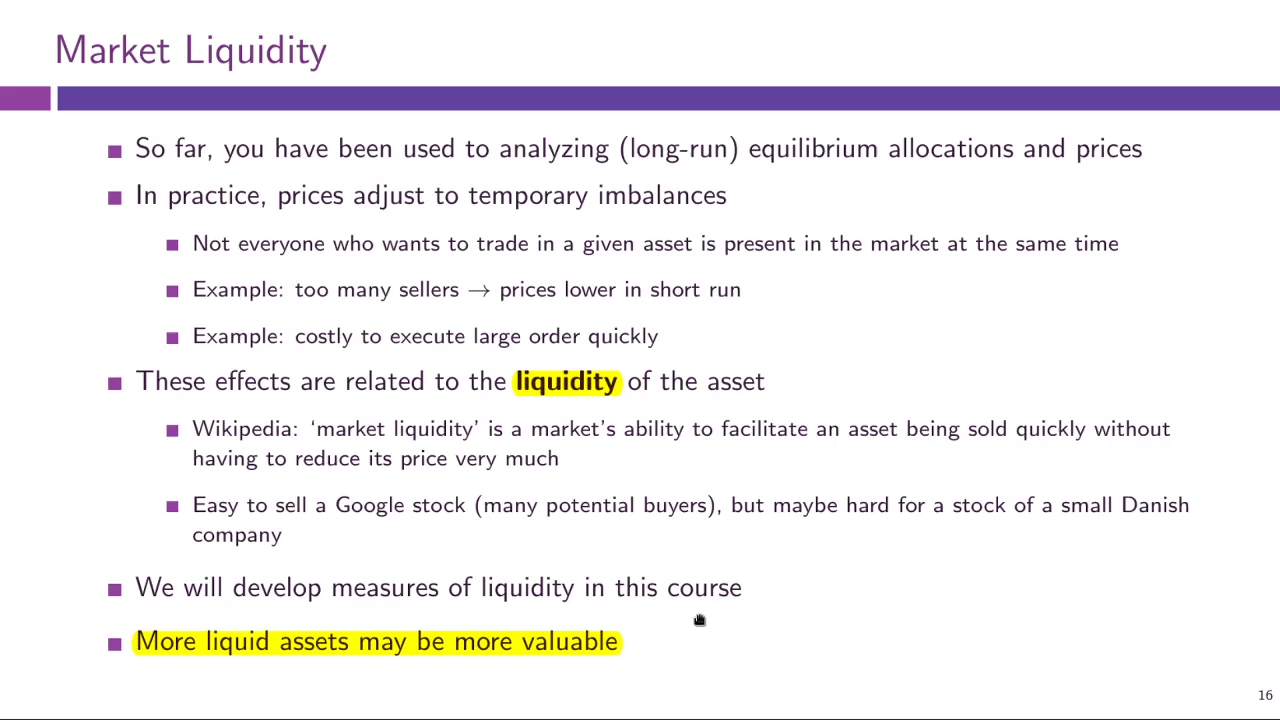 Market Liquidity
So far, you have been used to analyzing (long-run) equilibrium allocations and prices
In practice, prices adjust to temporary imbalances
Not everyone who wants to trade in a given asset is present in the market at the same time
Example: too many sellers → prices lower in short run
Example: costly to execute large order quickly
These effects are related to the liquidity of the asset
Wikipedia: ‘market liquidity’ is a market’s ability to facilitate an asset being sold quickly without
having to reduce its price very much
Easy to sell a Google stock (many potential buyers), but maybe hard for a stock of a small Danish
company
We will develop measures of liquidity in this course
More liquid assets may be more valuable
16